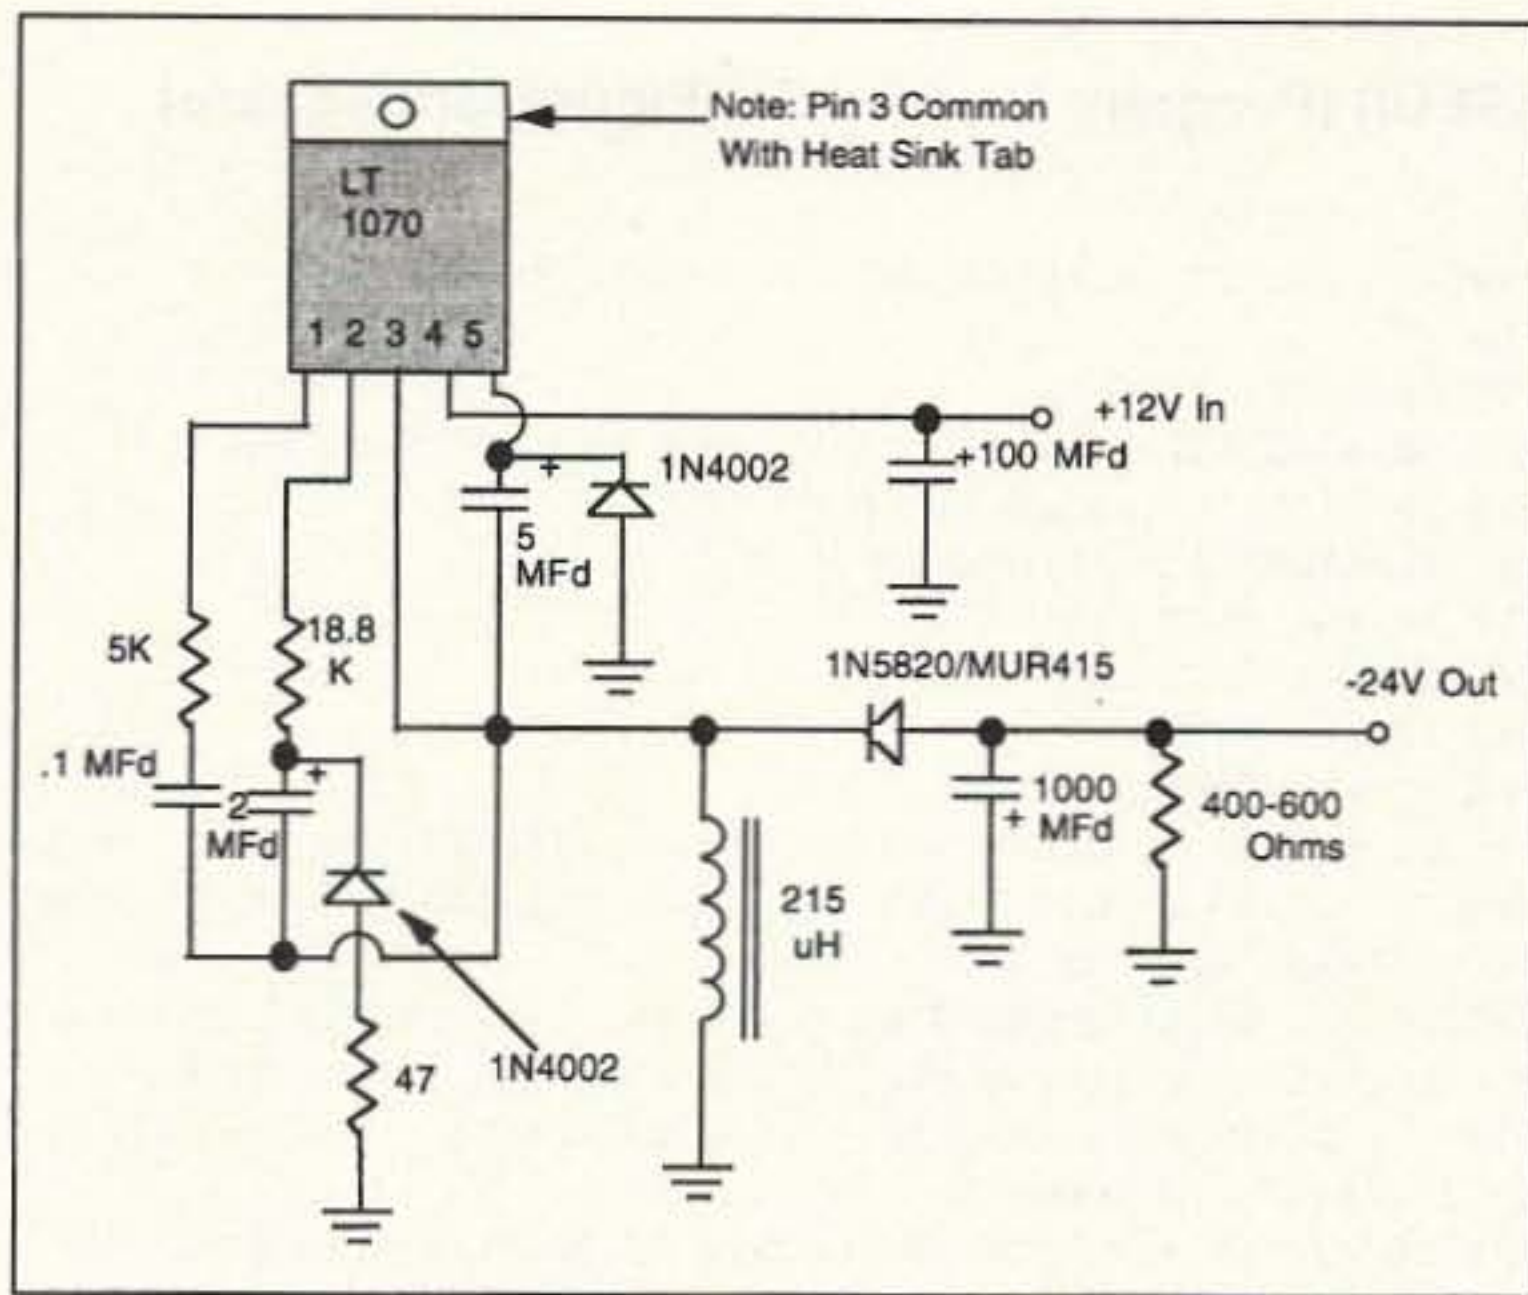 Note: Pin 3 Common
With Heat Sink Tab
LT
1070
1 2 3 4 5
+12V In
+100 MFd
+
1N4002
5
MFd
5K
18.8
K
1N5820/MUR415
-24V Out
.1 MFd
+
2
MFd
1000
+ MFd
400-600
Ohms
215
uH
47
1N4002